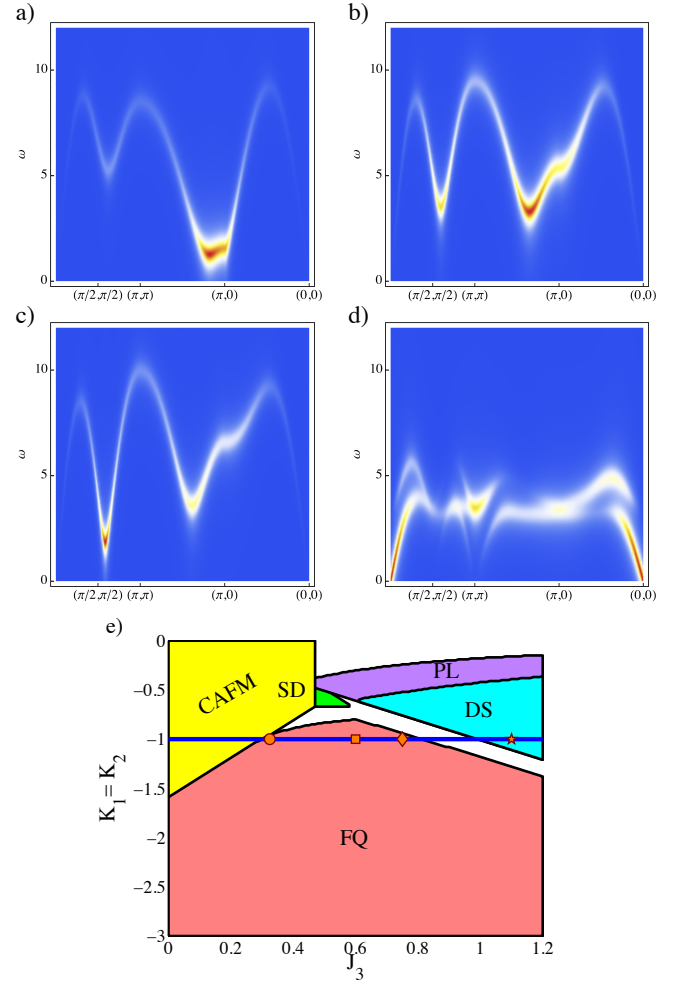 a)
10
5
0
ω
(π/2,π/2) (π,π) (π,0) (0,0)
b)
10
5
0
ω
(π/2,π/2) (π,π) (π,0) (0,0)
c)
10
5
0
ω
(π/2,π/2) (π,π) (π,0) (0,0)
d)
10
5
0
ω
(π/2,π/2) (π,π) (π,0) (0,0)
e)
0
−0.5
−1
−1.5
−2
−2.5
−3
K₁= K₂
CAFM
SD
PL
DS
FQ
0 0.2 0.4 0.6 0.8 1 1.2
J₃